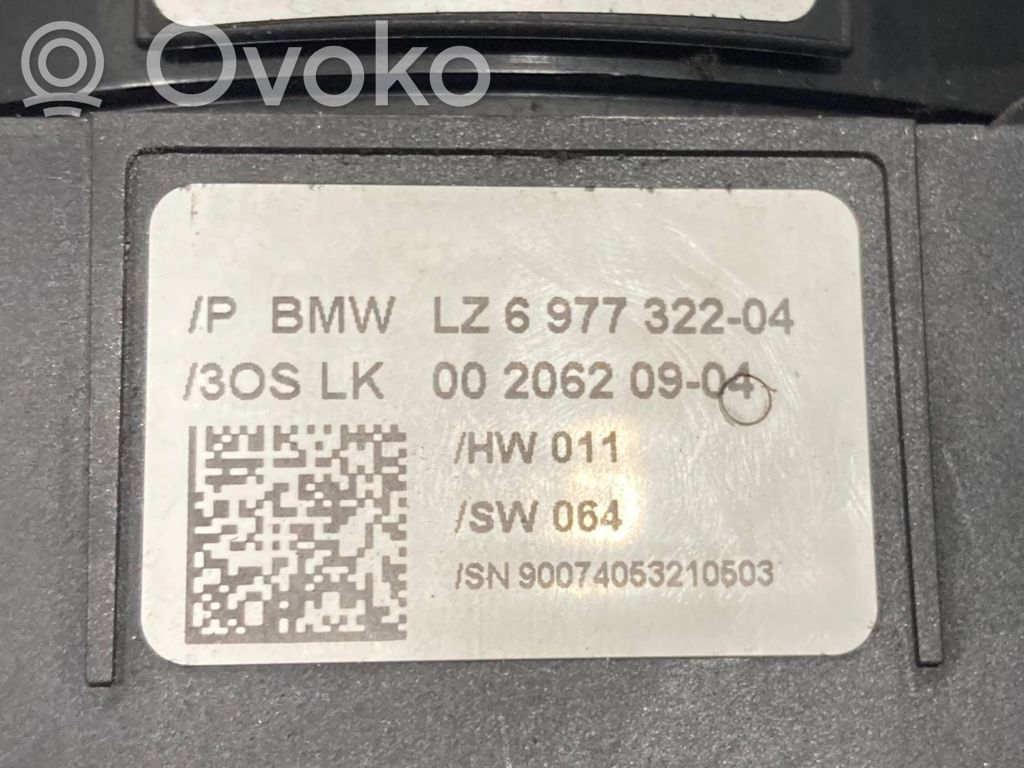 Ovoko
/P BMW LZ 6 977 322-04
/3OS LK 00 2062 09-04
/HW 011
/SW 064
/SN 90074053210503